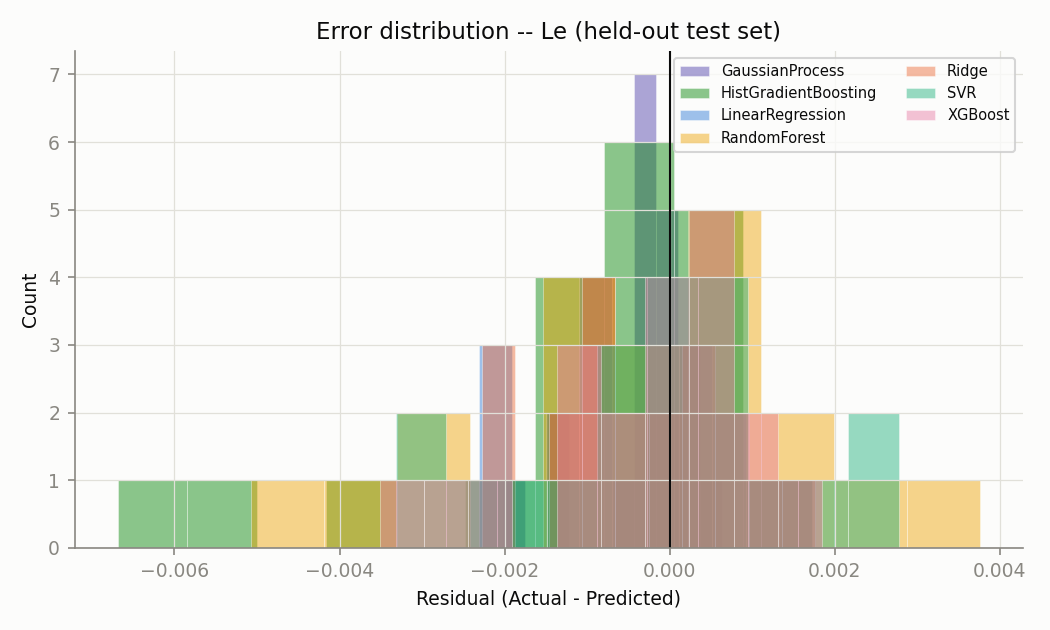 Error distribution -- Le (held-out test set)
GaussianProcess
HistGradientBoosting
LinearRegression
RandomForest
Ridge
SVR
XGBoost
Count
7
6
5
4
3
2
1
0
−0.006 −0.004 −0.002 0.000 0.002 0.004
Residual (Actual - Predicted)